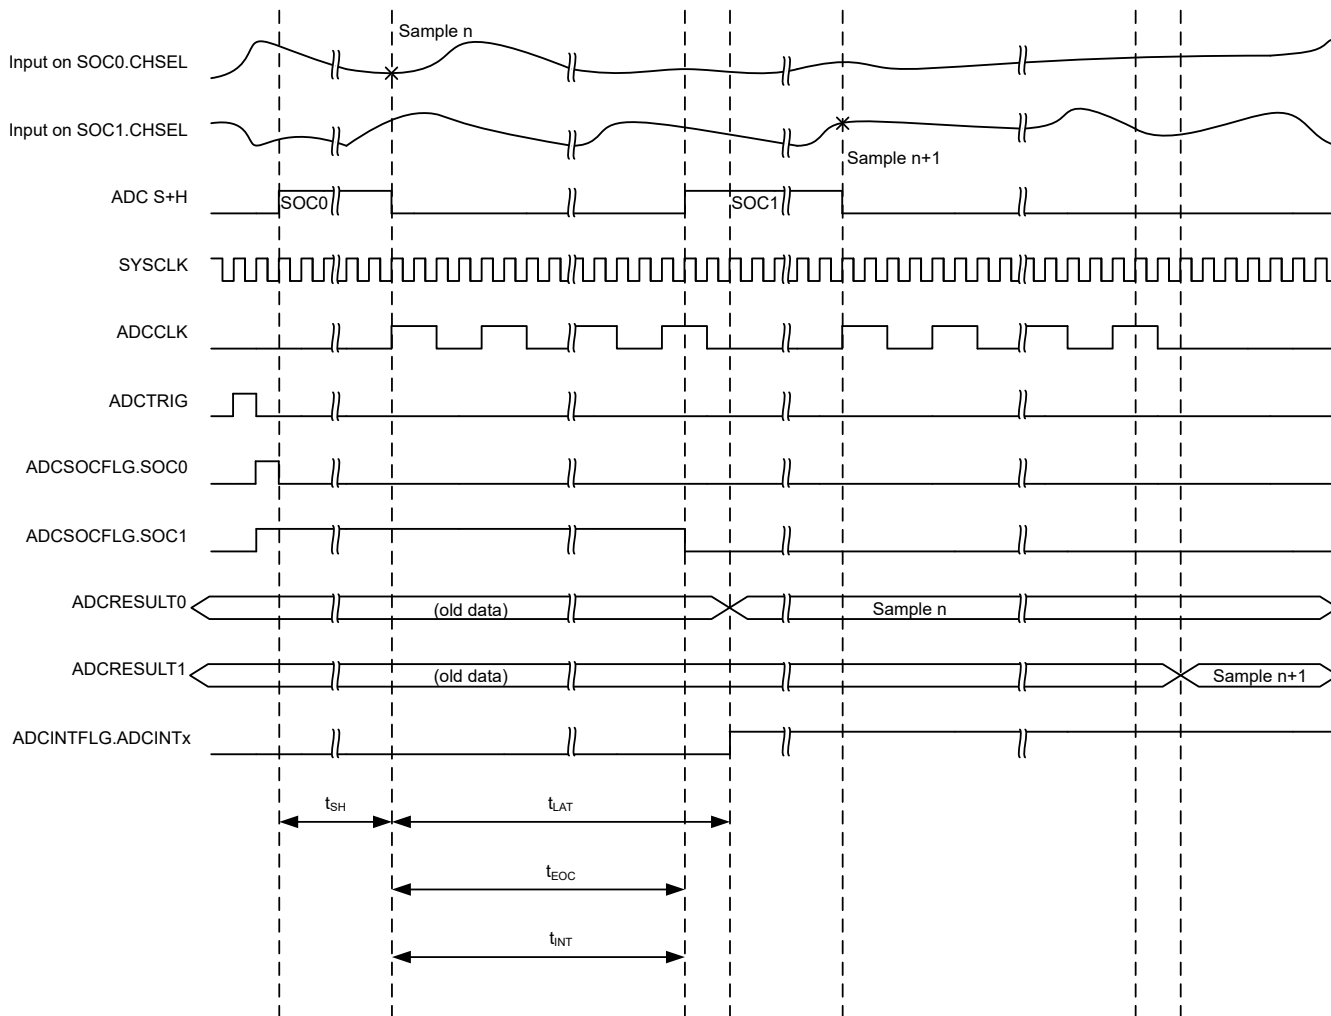 Sample n
Input on SOC0.CHSEL
Input on SOC1.CHSEL
Sample n+1
ADC S+H
SOC0
SOC1
SYSCLK
ADCCLK
ADCTRIG
ADCSOCFLG.SOC0
ADCSOCFLG.SOC1
ADCRESULT0
(old data)
Sample n
ADCRESULT1
(old data)
Sample n+1
ADCINTFLG.ADCINTx
tSH
tLAT
tEOC
tINT